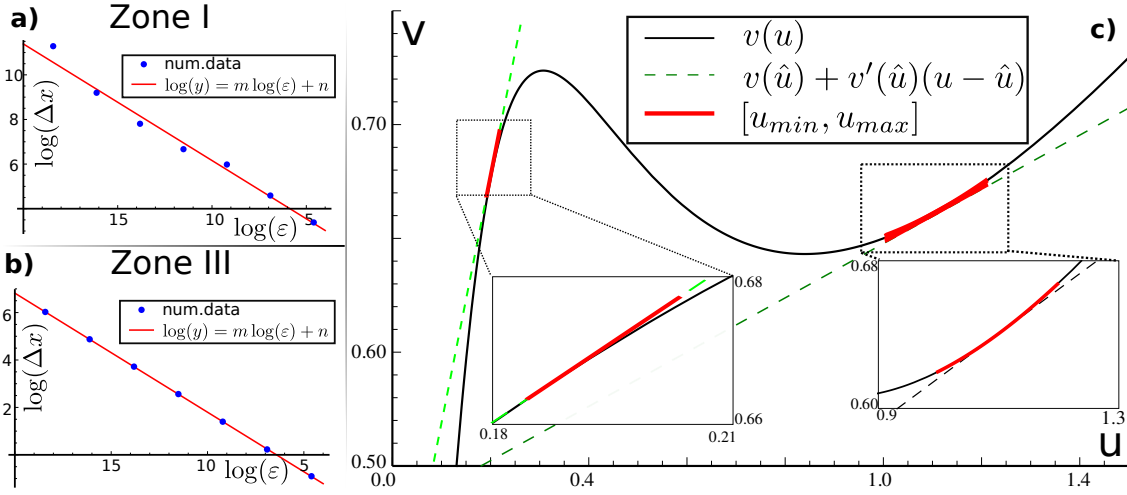 a)
Zone I
num.data
log(y) = m log(ε) + n
log(Δx)
11
8
6
15
10
5
log(ε)
b)
Zone III
num.data
log(y) = m log(ε) + n
log(Δx)
6
4
2
15
10
5
log(ε)
c)
V
v(u)
v(û) + v′(û)(u − û)
[u_min, u_max]
0.70
0.60
0.50
0.0
0.4
1.0
1.4
u
0.68
0.66
0.18
0.21
0.68
0.60
0.9
1.3